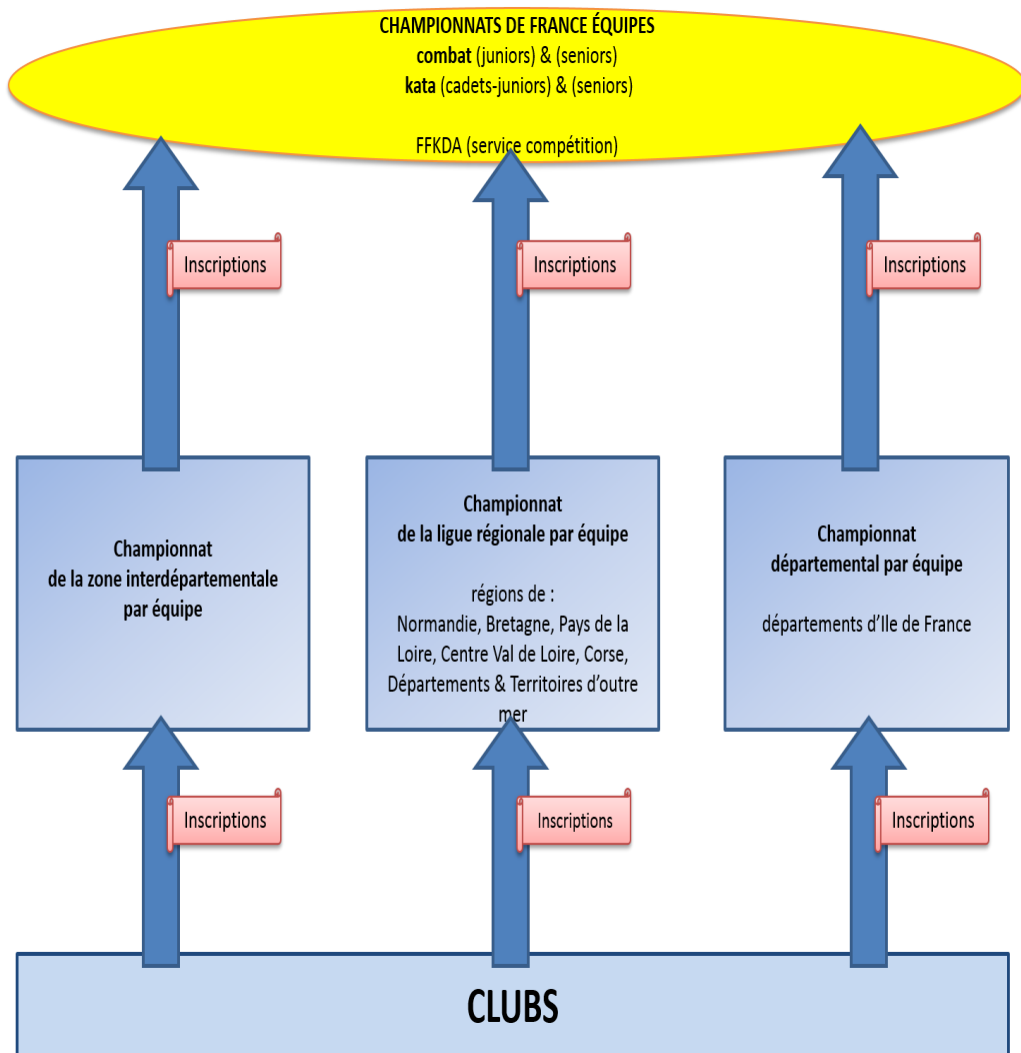 CHAMPIONNATS DE FRANCE ÉQUIPES
combat (juniors) & (seniors)
kata (cadets-juniors) & (seniors)
FFKDA (service compétition)
Inscriptions
Inscriptions
Inscriptions
Championnat
de la zone interdépartementale
par équipe
Championnat
de la ligue régionale par équipe
régions de :
Normandie, Bretagne, Pays de la
Loire, Centre Val de Loire, Corse,
Départements & Territoires d'outre
mer
Championnat
départemental par équipe
départements d'Ile de France
Inscriptions
Inscriptions
Inscriptions
CLUBS